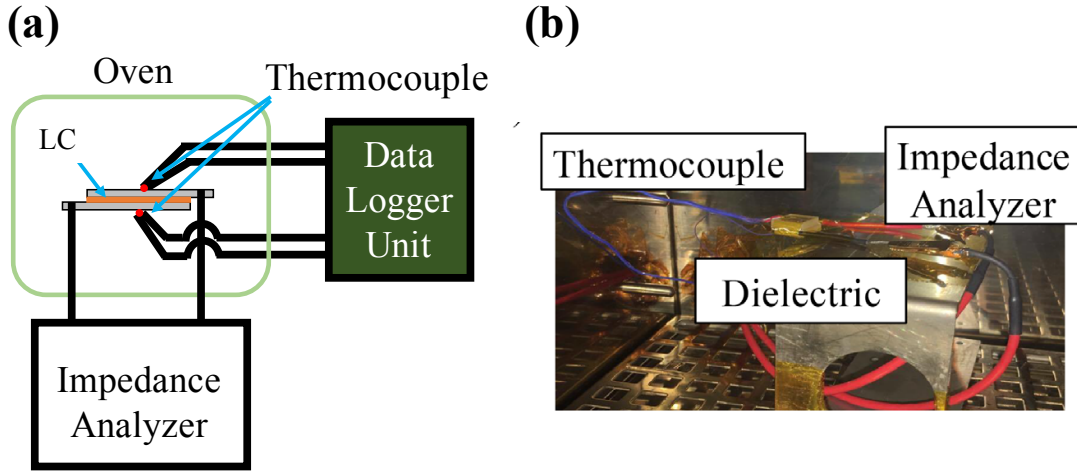 (a)
Oven
Thermocouple
LC
Data
Logger
Unit
Impedance
Analyzer
(b)
Thermocouple
Impedance
Analyzer
Dielectric